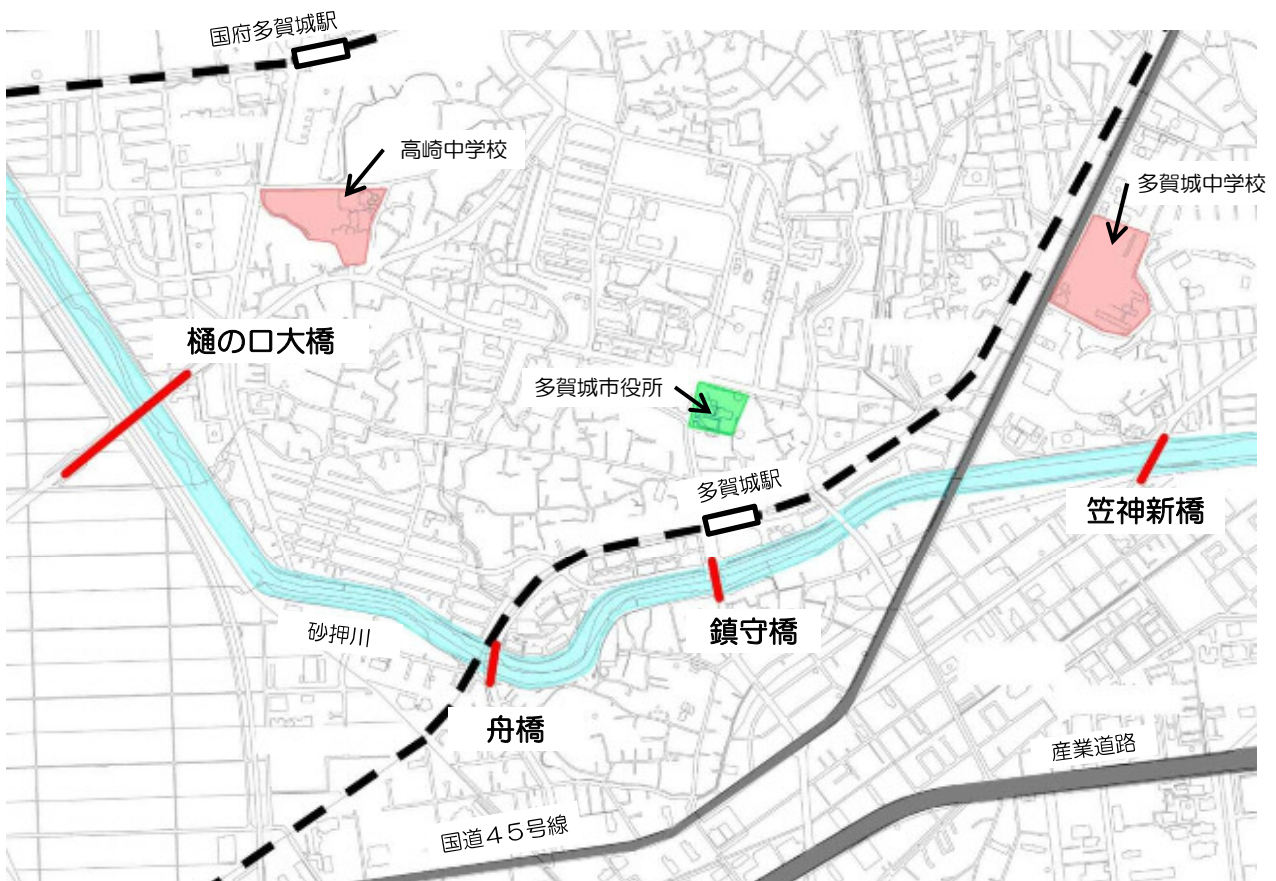 国府多賀城駅
高崎中学校
多賀城中学校
樋の口大橋
多賀城市役所
多賀城駅
笠神新橋
砂押川
鎮守橋
舟橋
産業道路
国道４５号線